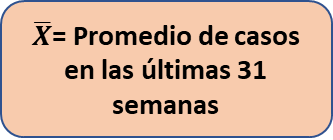 X̅= Promedio de casos
en las últimas 31
semanas